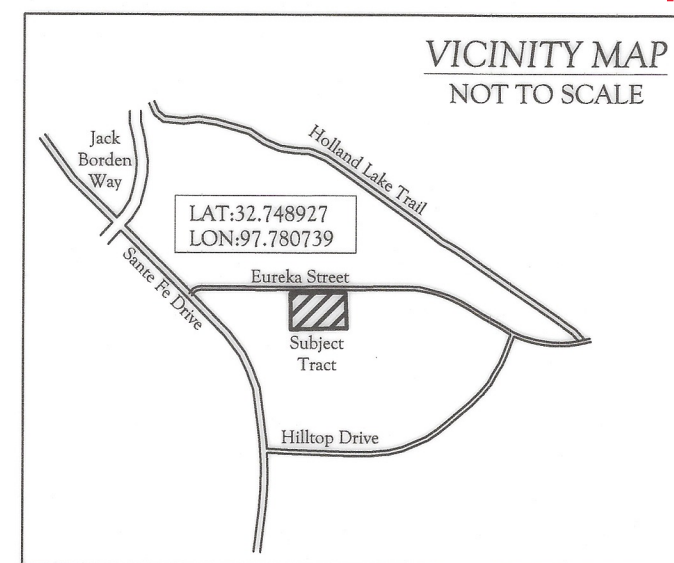 VICINITY MAP
NOT TO SCALE
Jack
Borden
Way
Holland Lake Trail
LAT:32.748927
LON:97.780739
Sante Fe Drive
Eureka Street
Subject
Tract
Hilltop Drive